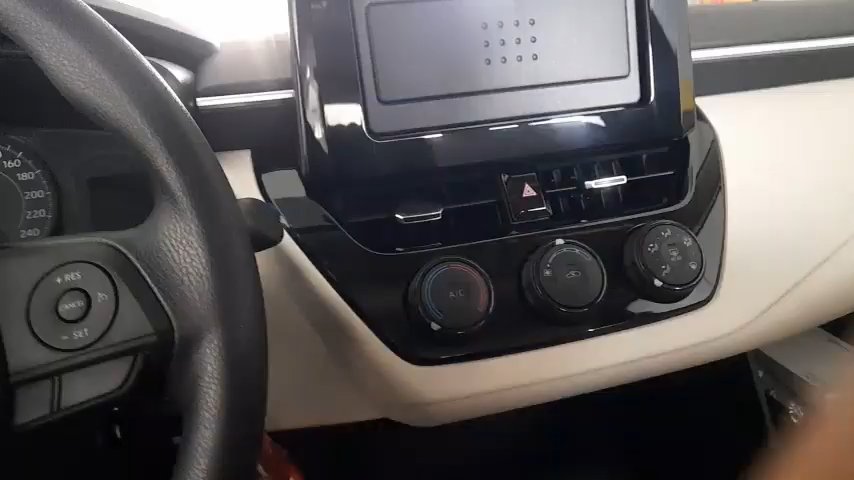 160
180
200
220
240
+ RES
CANCEL
- SET
A/C